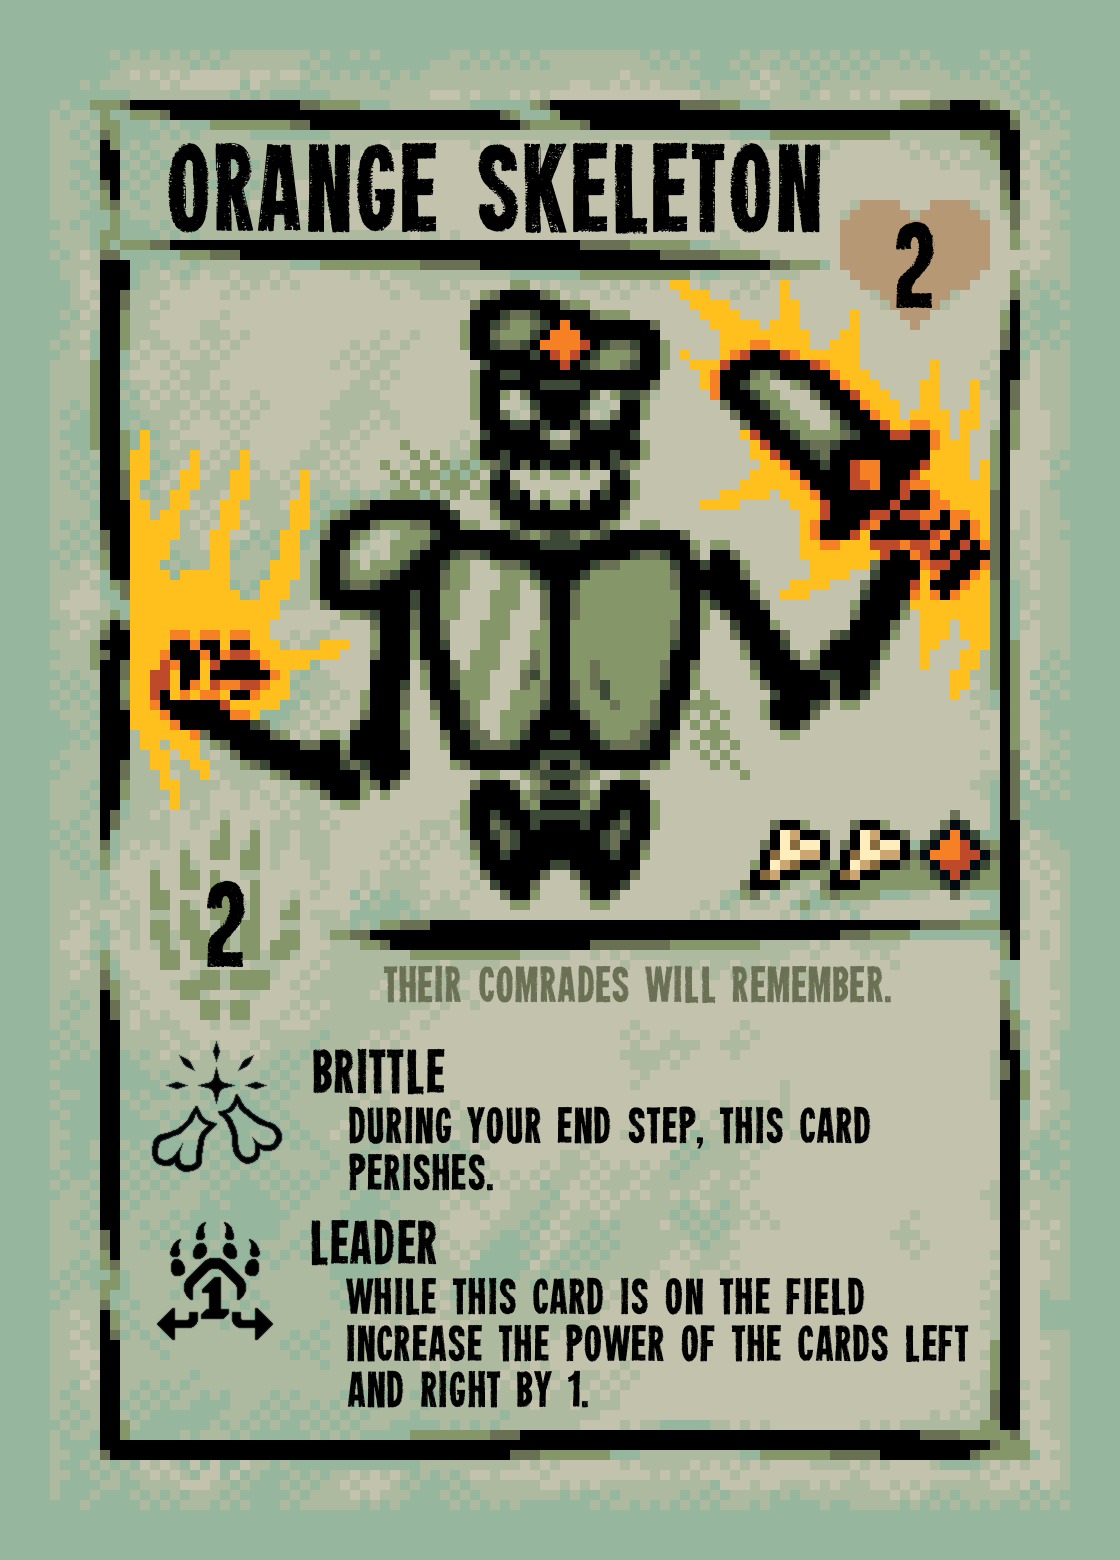 ORANGE SKELETON
2
2
THEIR COMRADES WILL REMEMBER.
BRITTLE
DURING YOUR END STEP, THIS CARD
PERISHES.
LEADER
1
WHILE THIS CARD IS ON THE FIELD
INCREASE THE POWER OF THE CARDS LEFT
AND RIGHT BY 1.